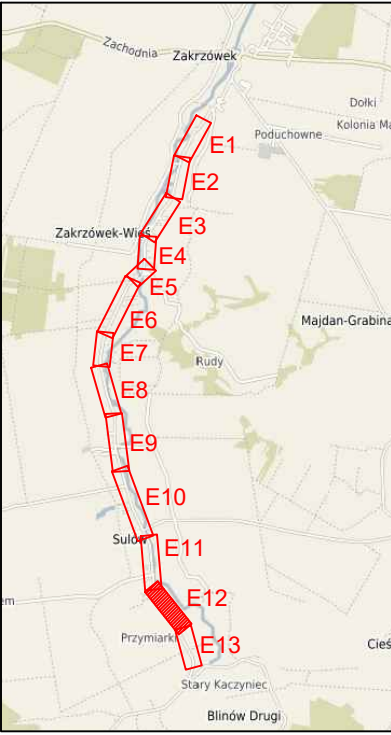 Zachodnia
Zakrzówek
Dołki
Kolonia Ma
Poduchowne
E1
E2
E3
Zakrzówek-Wieś
E4
E5
E6
Majdan-Grabina
E7
Rudy
E8
E9
E10
Sulów
E11
E12
em
Przymiarki
E13
Cieś
Stary Kaczyniec
Blinów Drugi